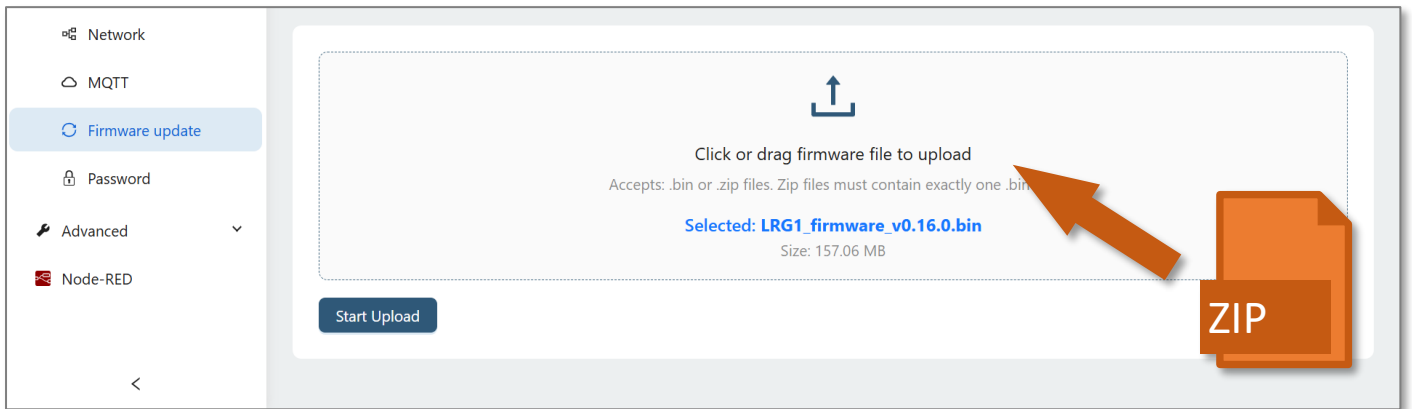 Network
MQTT
Firmware update
Password
Advanced
Node-RED
Click or drag firmware file to upload
Accepts: .bin or .zip files. Zip files must contain exactly one .bin
Selected: LRG1_firmware_v0.16.0.bin
Size: 157.06 MB
Start Upload
ZIP